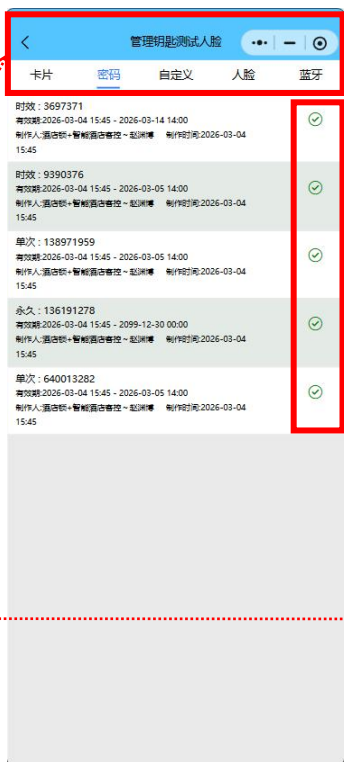 管理钥匙测试人脸
卡片 密码 自定义 人脸 蓝牙
时效 : 3697371
有效期:2026-03-04 15:45 - 2026-03-14 14:00
制作人:酒店锁+智能酒店客控~赵渊博 制作时间:2026-03-04
15:45
时效 : 9390376
有效期:2026-03-04 15:45 - 2026-03-05 14:00
制作人:酒店锁+智能酒店客控~赵渊博 制作时间:2026-03-04
15:45
单次 : 138971959
有效期:2026-03-04 15:45 - 2026-03-05 14:00
制作人:酒店锁+智能酒店客控~赵渊博 制作时间:2026-03-04
15:45
永久 : 136191278
有效期:2026-03-04 15:45 - 2099-12-30 00:00
制作人:酒店锁+智能酒店客控~赵渊博 制作时间:2026-03-04
15:45
单次 : 640013282
有效期:2026-03-04 15:45 - 2026-03-05 14:00
制作人:酒店锁+智能酒店客控~赵渊博 制作时间:2026-03-04
15:45